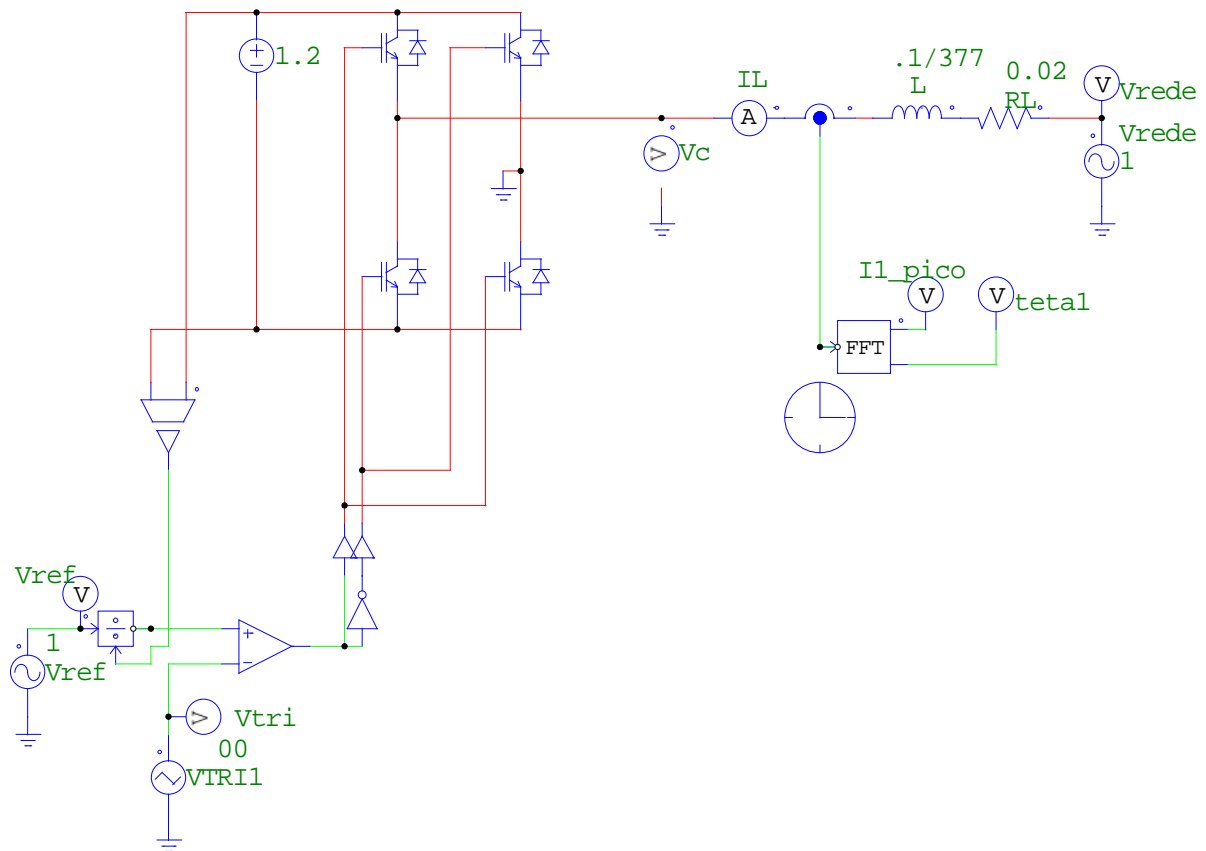 1.2
.1/377
L
0.02
RL
IL
A
V
Vrede
Vrede
1
V
Vc
I1_pico
V
V
teta1
FFT
Vref
V
1
Vref
V
Vtri
00
VTRI1